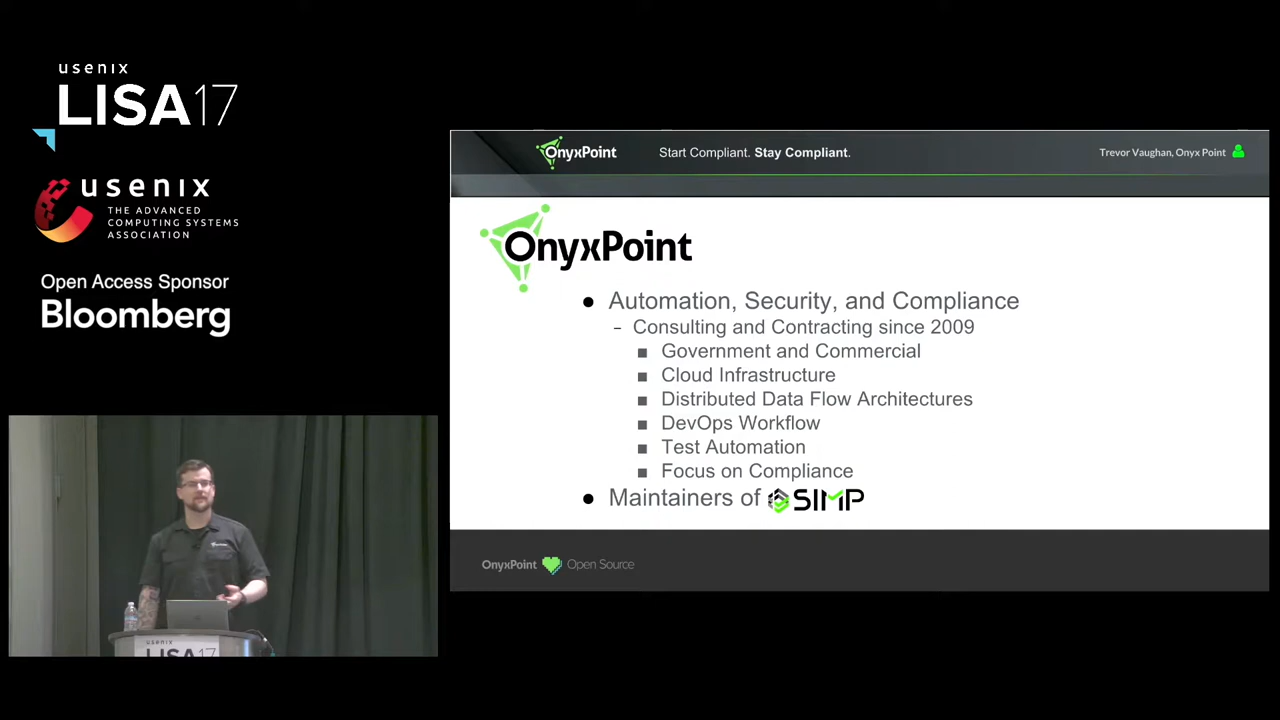 usenix
LISA17
usenix
THE ADVANCED
COMPUTING SYSTEMS
ASSOCIATION
Open Access Sponsor
Bloomberg
OnyxPoint
Start Compliant. Stay Compliant.
Trevor Vaughan, Onyx Point
OnyxPoint
● Automation, Security, and Compliance
– Consulting and Contracting since 2009
■ Government and Commercial
■ Cloud Infrastructure
■ Distributed Data Flow Architectures
■ DevOps Workflow
■ Test Automation
■ Focus on Compliance
● Maintainers of SIMP
OnyxPoint Open Source
usenix
LISA17